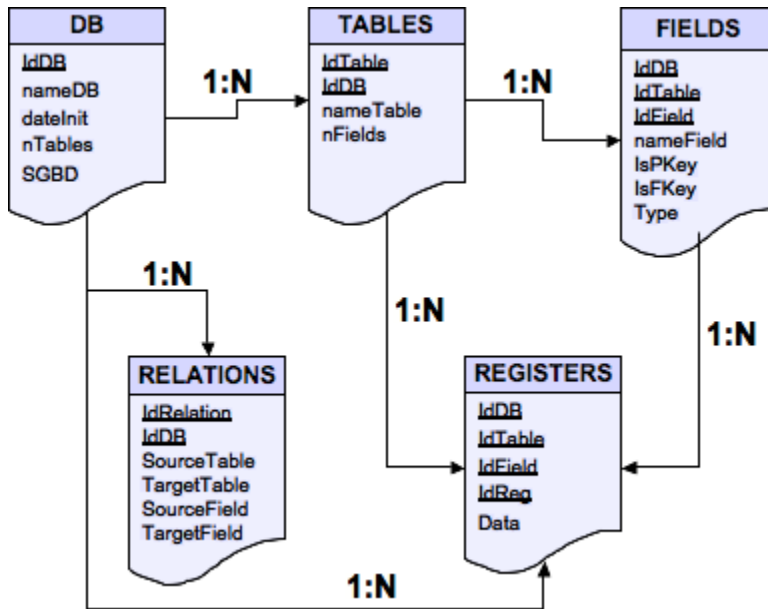 DB
IdDB
nameDB
dateInit
nTables
SGBD
1:N
TABLES
IdTable
IdDB
nameTable
nFields
1:N
FIELDS
IdDB
IdTable
IdField
nameField
IsPKey
IsFKey
Type
1:N
1:N
1:N
RELATIONS
IdRelation
IdDB
SourceTable
TargetTable
SourceField
TargetField
REGISTERS
IdDB
IdTable
IdField
IdReg
Data
1:N